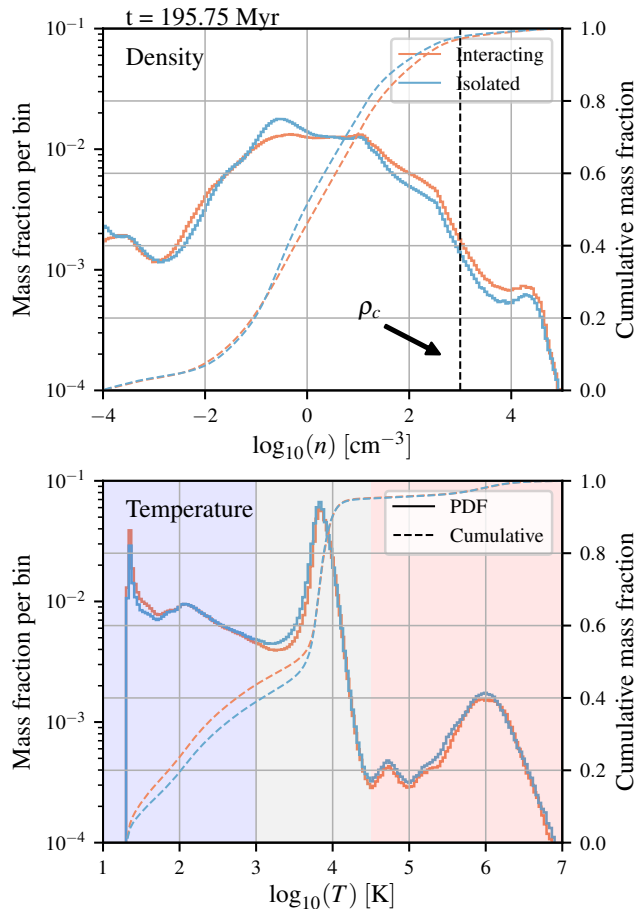 t = 195.75 Myr
Density
Interacting
Isolated
ρ_c
10⁻¹
10⁻²
10⁻³
10⁻⁴
Mass fraction per bin
1.0
0.8
0.6
0.4
0.2
0.0
Cumulative mass fraction
−4 −2 0 2 4
log₁₀(n) [cm⁻³]
Temperature
PDF
Cumulative
10⁻¹
10⁻²
10⁻³
10⁻⁴
Mass fraction per bin
1.0
0.8
0.6
0.4
0.2
0.0
Cumulative mass fraction
1 2 3 4 5 6 7
log₁₀(T) [K]